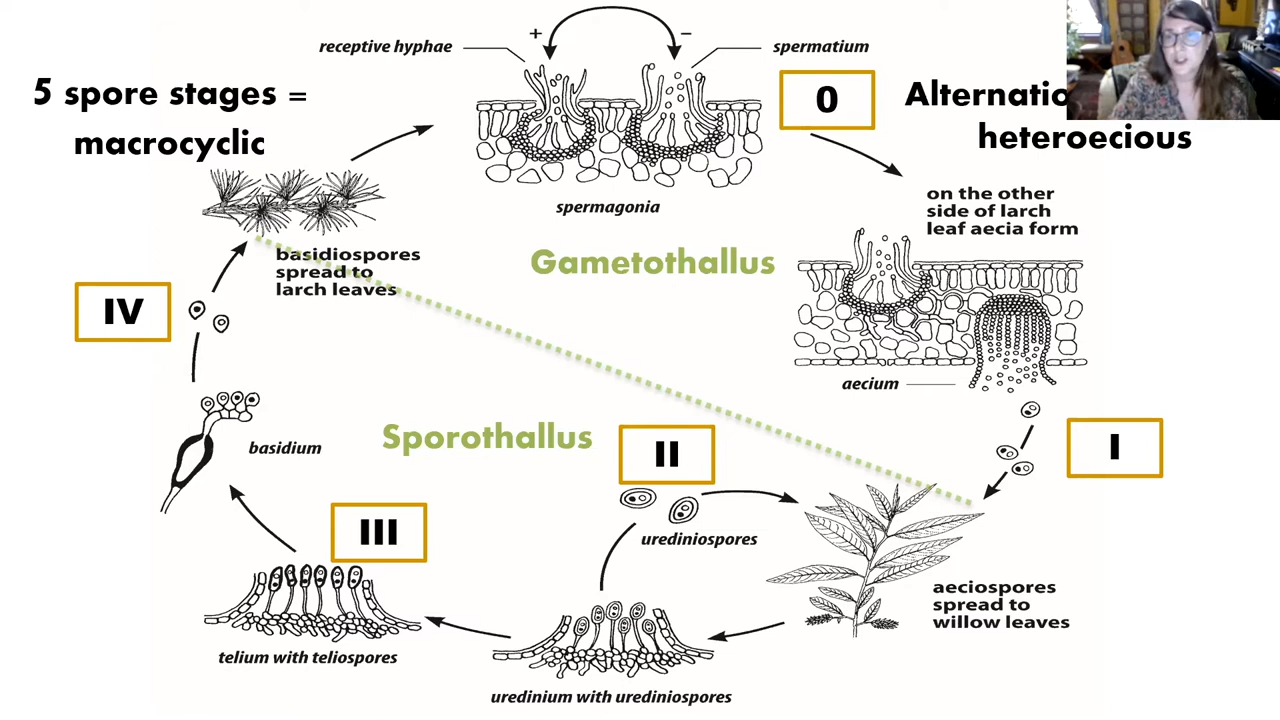 5 spore stages =
macrocyclic
receptive hyphae
+
−
spermatium
0
heteroecious
spermagonia
on the other
side of larch
leaf aecia form
basidiospores
spread to
larch leaves
Gametothallus
IV
aecium
I
basidium
Sporothallus
II
III
urediniospores
aeciospores
spread to
willow leaves
telium with teliospores
uredinium with urediniospores